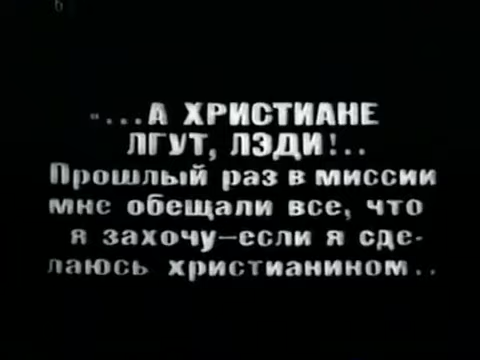 "...А ХРИСТИАНЕ
ЛГУТ, ЛЭДИ!..
Прошлый раз в миссии
мне обещали все, что
я захочу—если я сде-
лаюсь христианином..